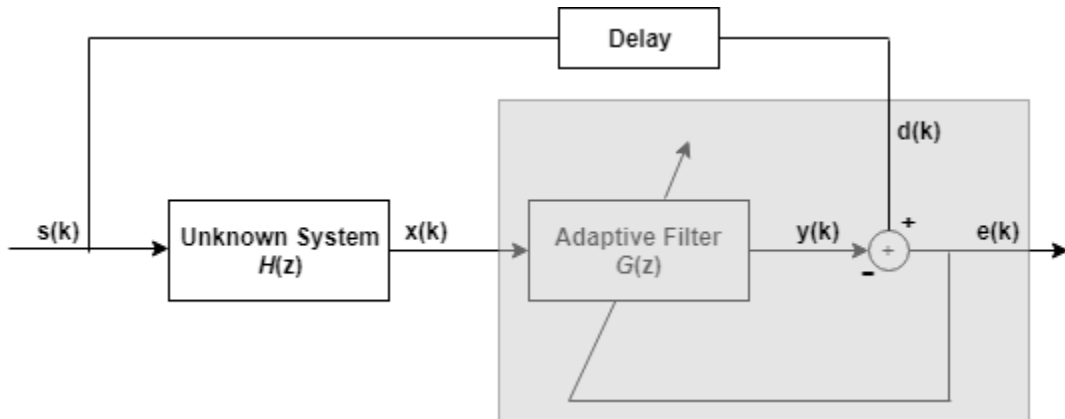 Delay
d(k)
s(k)
Unknown System
H(z)
x(k)
Adaptive Filter
G(z)
y(k)
+
+
-
e(k)